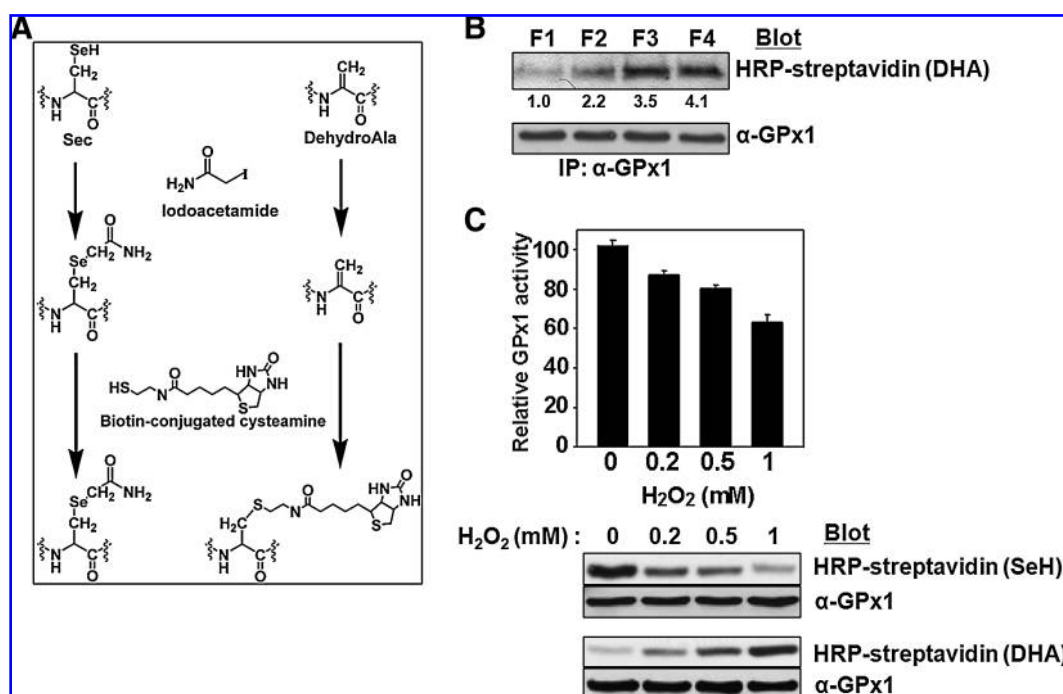 A
SeH
CH2
N
H
O
Sec
CH2
N
H
O
DehydroAla
O
H2N
I
Iodoacetamide
O
CH2
NH2
Se
CH2
N
H
O
CH2
N
H
O
HS
N
O
O
HN
NH
S
Biotin-conjugated cysteamine
O
CH2
NH2
Se
CH2
N
H
O
S
N
O
O
HN
NH
S
H2C
N
H
O
B
F1 F2 F3 F4 Blot
HRP-streptavidin (DHA)
1.0 2.2 3.5 4.1
α-GPx1
IP: α-GPx1
C
Relative GPx1 activity
100
80
60
40
20
0
0 0.2 0.5 1
H2O2 (mM)
H2O2 (mM) : 0 0.2 0.5 1 Blot
HRP-streptavidin (SeH)
α-GPx1
HRP-streptavidin (DHA)
α-GPx1